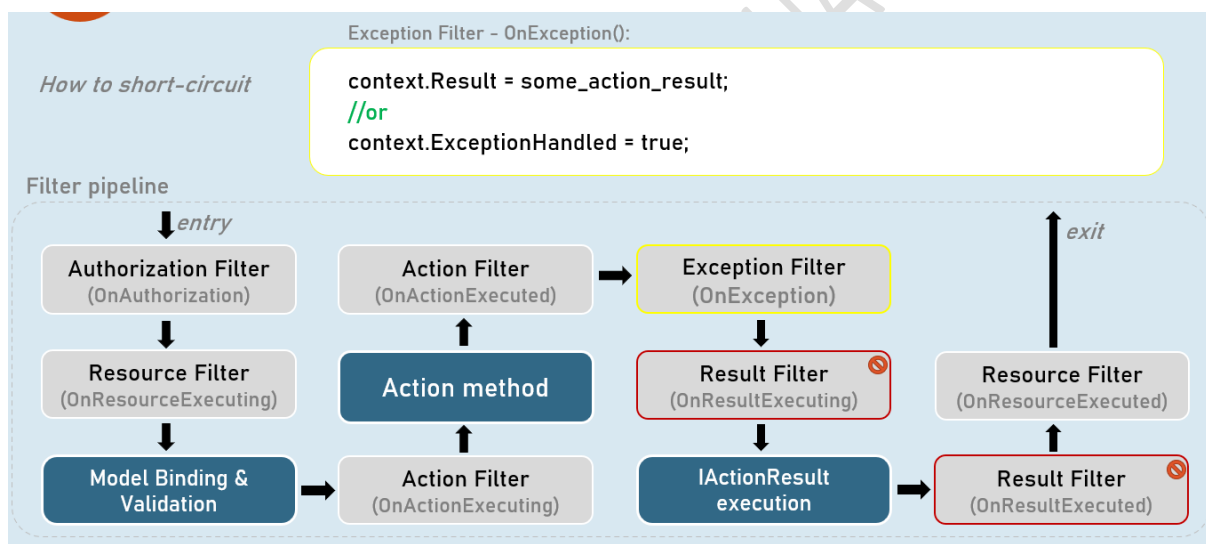 Exception Filter - OnException():
How to short-circuit
context.Result = some_action_result;
//or
context.ExceptionHandled = true;
Filter pipeline
entry
exit
Authorization Filter
(OnAuthorization)
Action Filter
(OnActionExecuted)
Exception Filter
(OnException)
Resource Filter
(OnResourceExecuting)
Action method
Result Filter
(OnResultExecuting)
Resource Filter
(OnResourceExecuted)
Model Binding &
Validation
Action Filter
(OnActionExecuting)
IActionResult
execution
Result Filter
(OnResultExecuted)